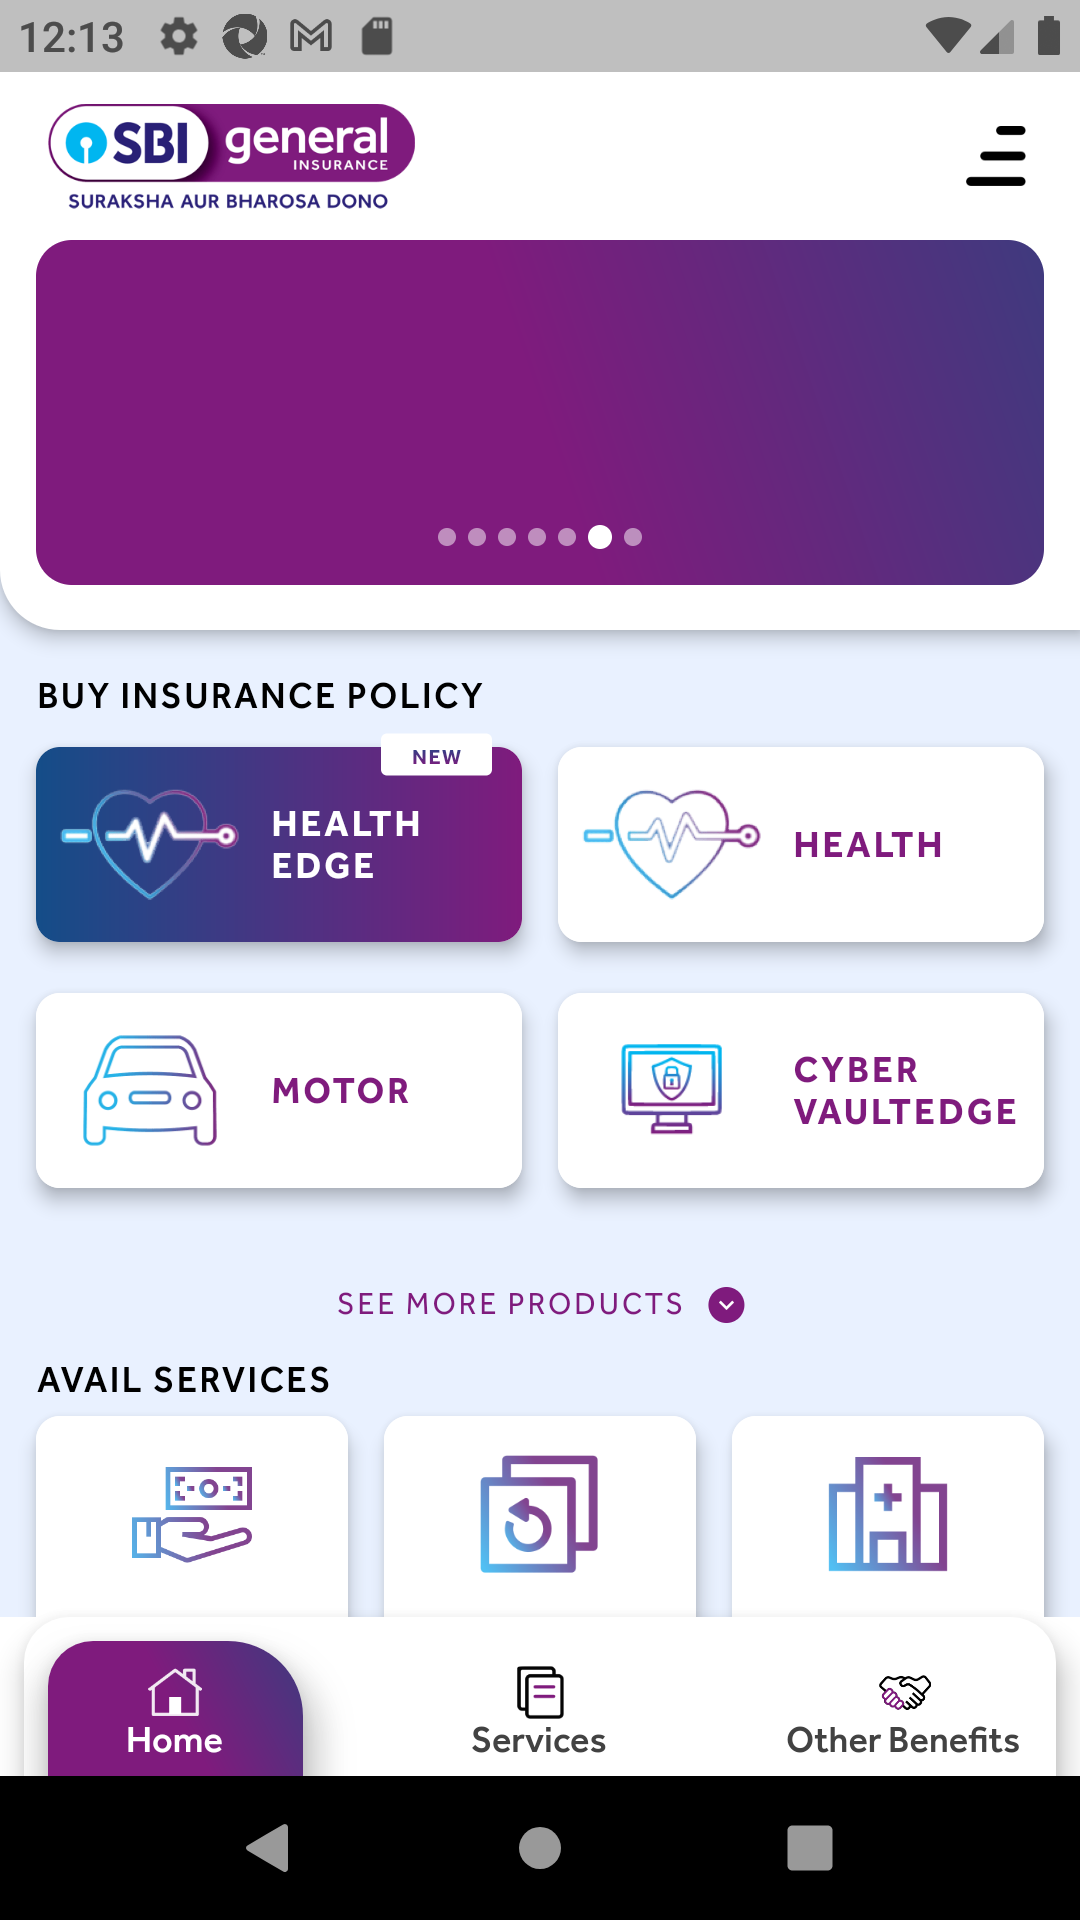 12:13
SBI general
INSURANCE
SURAKSHA AUR BHAROSA DONO
BUY INSURANCE POLICY
NEW
HEALTH
EDGE
HEALTH
MOTOR
CYBER
VAULTEDGE
SEE MORE PRODUCTS
AVAIL SERVICES
Home
Services
Other Benefits